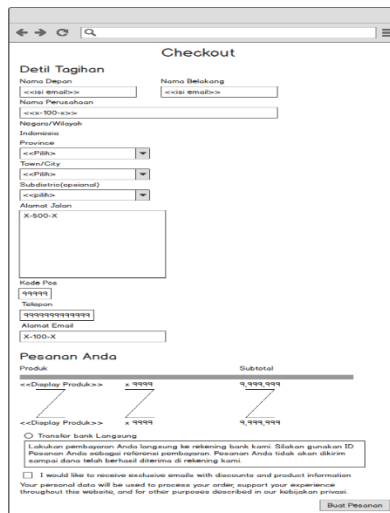 Checkout
Detil Tagihan
Nama Depan Nama Belakang
<<isi email>> <<isi email>>
Nama Perusahaan
<<x-100-x>>
Negara/Wilayah
Indonesia
Province
<<Pilih>
Town/City
<<Pilih>
Subdistric(opsional)
<<pilih>
Alamat Jalan
X-500-X
Kode Pos
99999
Telepon
9999999999999
Alamat Email
X-100-X
Pesanan Anda
Produk Subtotal
<<Display Produk>> x 9999 9,999,999
<<Display Produk>> x 9999 9,999,999
Transfer bank Langsung
Lakukan pembayaran Anda langsung ke rekening bank kami. Silakan gunakan ID
Pesanan Anda sebagai referensi pembayaran. Pesanan Anda tidak akan dikirim
sampai dana telah berhasil diterima di rekening kami.
I would like to receive exclusive emails with discounts and product information
Your personal data will be used to process your order, support your experience
throughout this website, and for other purposes described in our kebijakan privasi.
Buat Pesanan